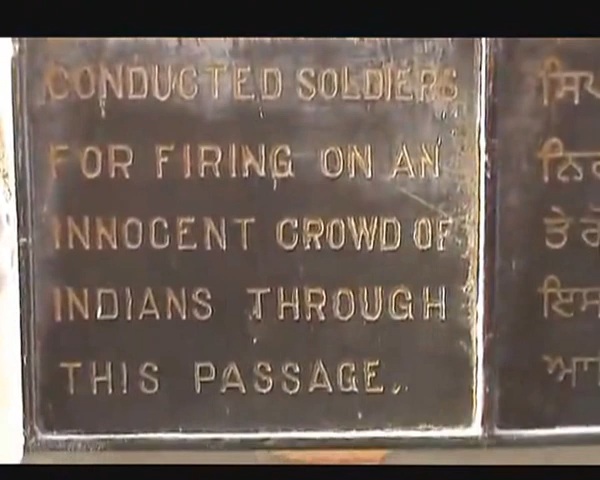 CONDUCTED SOLDIERS
FOR FIRING ON AN
INNOCENT CROWD OF
INDIANS THROUGH
THIS PASSAGE.